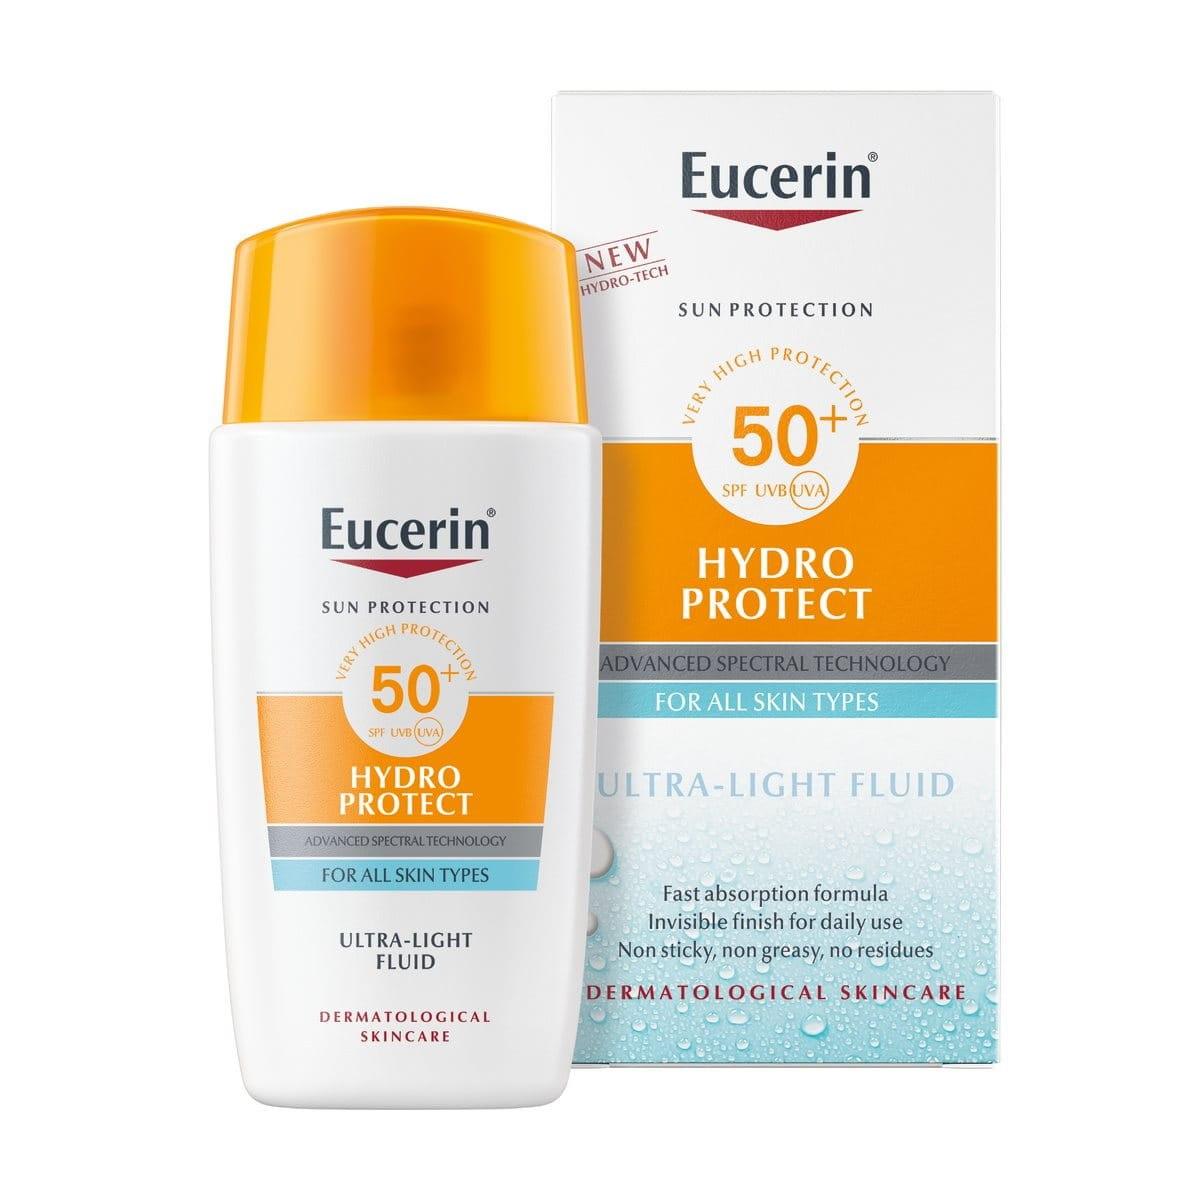 Eucerin®
SUN PROTECTION
VERY HIGH PROTECTION
50+
SPF UVB UVA
HYDRO
PROTECT
ADVANCED SPECTRAL TECHNOLOGY
FOR ALL SKIN TYPES
ULTRA-LIGHT
FLUID
DERMATOLOGICAL
SKINCARE
Eucerin®
NEW
HYDRO-TECH
SUN PROTECTION
VERY HIGH PROTECTION
50+
SPF UVB UVA
HYDRO
PROTECT
ADVANCED SPECTRAL TECHNOLOGY
FOR ALL SKIN TYPES
ULTRA-LIGHT FLUID
Fast absorption formula
Invisible finish for daily use
Non sticky, non greasy, no residues
DERMATOLOGICAL SKINCARE